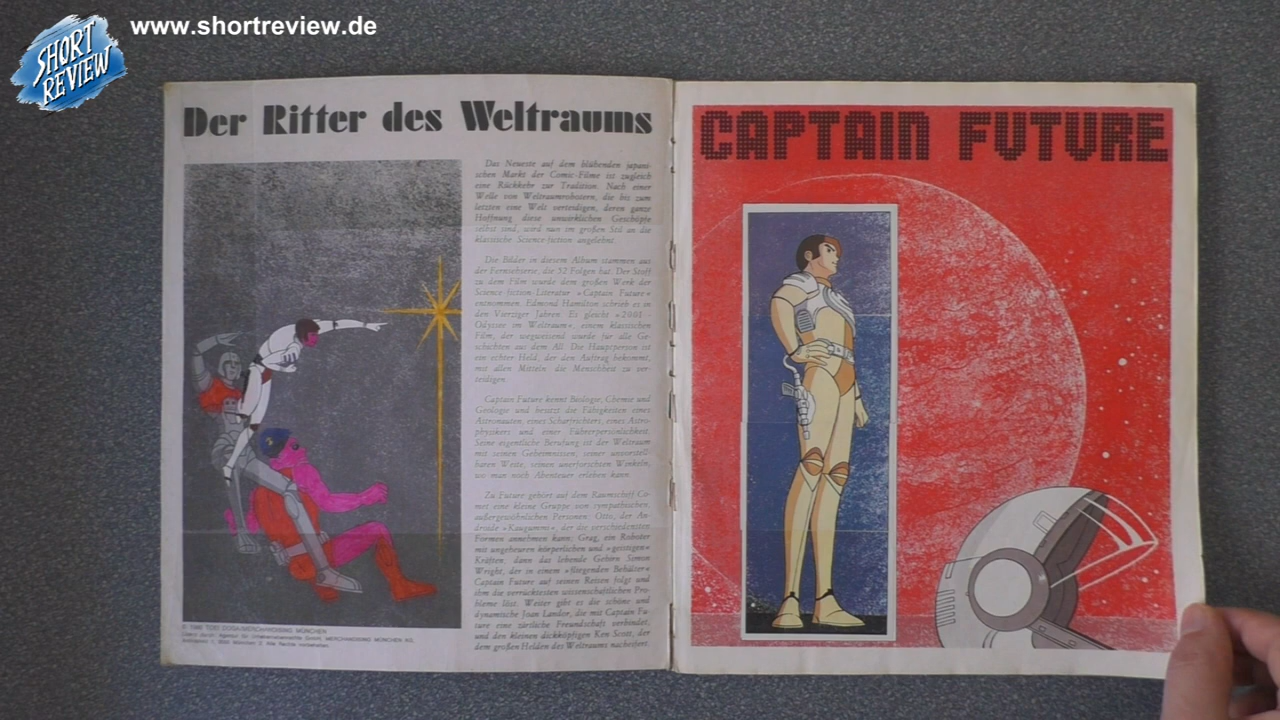 SHORT
REVIEW
www.shortreview.de
Der Ritter des Weltraums
Das Neueste auf dem blühenden japani-
schen Markt der Comic-Filme ist zugleich
eine Rückkehr zur Tradition. Nach einer
Welle von Weltraumrobotern, die bis zum
letzten eine Welt verteidigen, deren ganze
Hoffnung diese unwirklichen Geschöpfe
selbst sind, wird nun im großen Stil an die
klassische Science-fiction angelehnt.
Die Bilder in diesem Album stammen aus
der Fernsehserie, die 52 Folgen hat. Der Stoff
zu dem Film wurde dem großen Werk der
Science-fiction-Literatur »Captain Future«
entnommen. Edmond Hamilton schrieb es in
den Vierziger Jahren. Es gleicht »2001 -
Odyssee im Weltraum«, einem klassischen
Film, der wegweisend wurde für alle Ge-
schichten aus dem All. Die Hauptperson ist
ein echter Held, der den Auftrag bekommt,
mit allen Mitteln die Menschheit zu ver-
teidigen.
Captain Future kennt Biologie, Chemie und
Geologie und besitzt die Fähigkeiten eines
Astronauten, eines Scharfrichters, eines Astro-
physikers und einer Führerpersönlichkeit.
Seine eigentliche Berufung ist der Weltraum
mit seinen Geheimnissen, seiner unvorstell-
baren Weite, seinen unerforschten Winkeln,
wo man noch Abenteuer erleben kann.
Zu Future gehört auf dem Raumschiff Co-
met eine kleine Gruppe von sympathischen,
außergewöhnlichen Personen: Otto, der An-
droide »Kaugummi«, der die verschiedensten
Formen annehmen kann; Grag, ein Roboter
mit ungeheuren körperlichen und »geistigen«
Kräften, dann das lebende Gehirn Simon
Wright, der in einem »fliegenden Behälter«
Captain Future auf seinen Reisen folgt und
ihm die verrücktesten wissenschaftlichen Pro-
bleme löst. Weiter gibt es die schöne und
dynamische Joan Landor, die mit Captain Fu-
ture eine zärtliche Freundschaft verbindet,
und den kleinen dickköpfigen Ken Scott, der
dem großen Helden des Weltraums nacheifert.
MERCHANDISING MÜNCHEN
CAPTAIN FUTURE